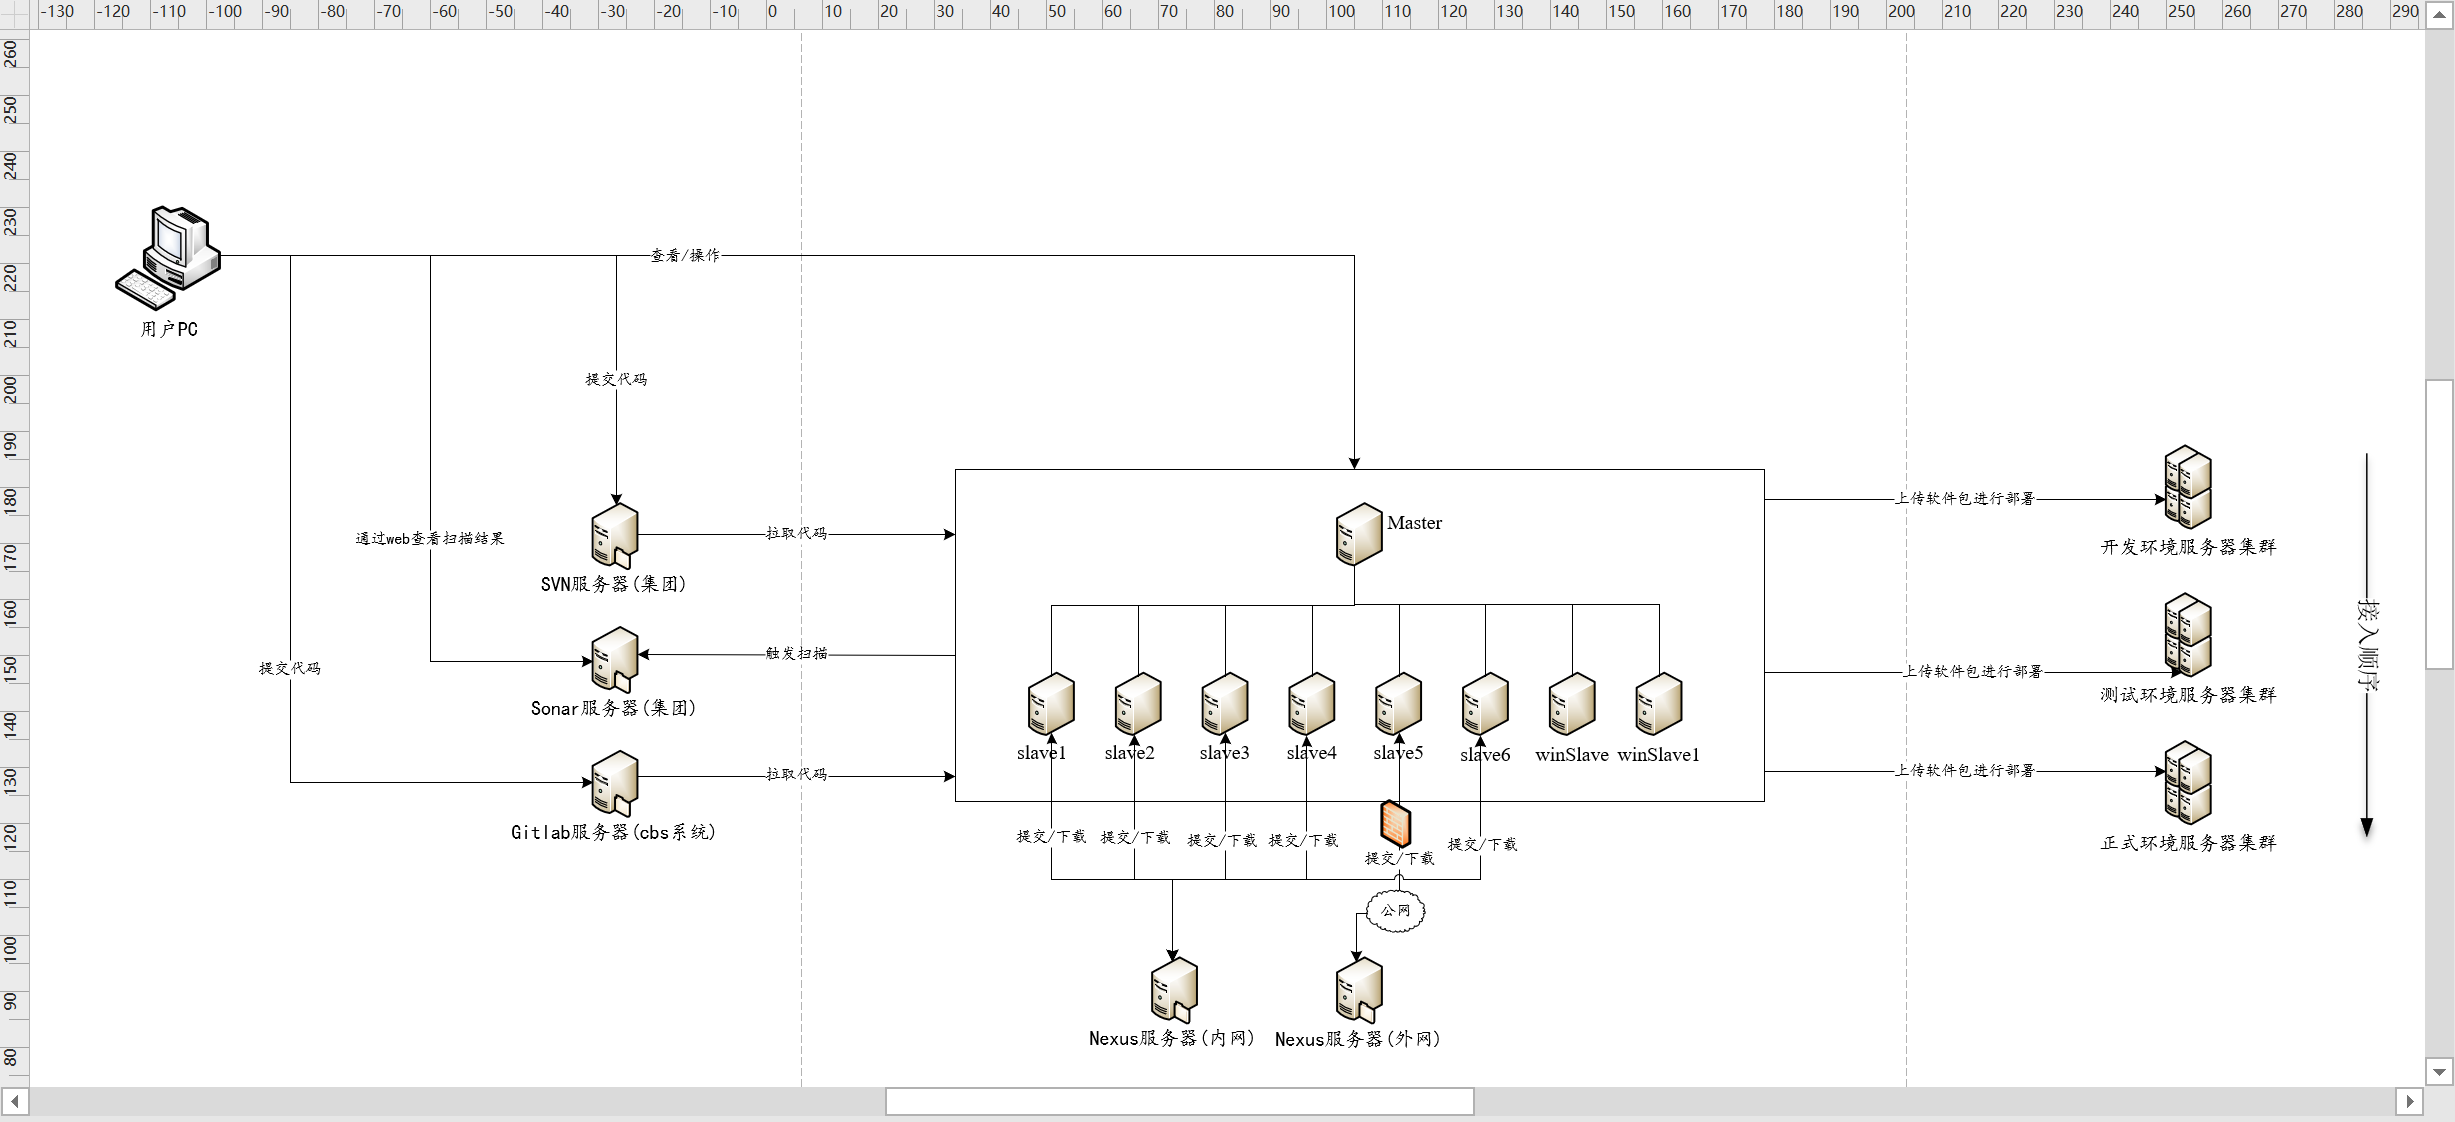 -130 -120 -110 -100 -90 -80 -70 -60 -50 -40 -30 -20 -10 0 10 20 30 40 50 60 70 80 90 100 110 120 130 140 150 160 170 180 190 200 210 220 230 240 250 260 270 280 290
260
250
240
230
220
210
200
190
180
170
160
150
140
130
120
110
100
90
80
查看/操作
用户PC
提交代码
通过web查看扫描结果
提交代码
SVN服务器(集团)
Sonar服务器(集团)
Gitlab服务器(cbs系统)
拉取代码
触发扫描
拉取代码
Master
slave1
slave2
slave3
slave4
slave5
slave6
winSlave
winSlave1
提交/下载
提交/下载
提交/下载
提交/下载
提交/下载
提交/下载
公网
Nexus服务器(内网)
Nexus服务器(外网)
上传软件包进行部署
开发环境服务器集群
上传软件包进行部署
测试环境服务器集群
上传软件包进行部署
正式环境服务器集群
接入顺序